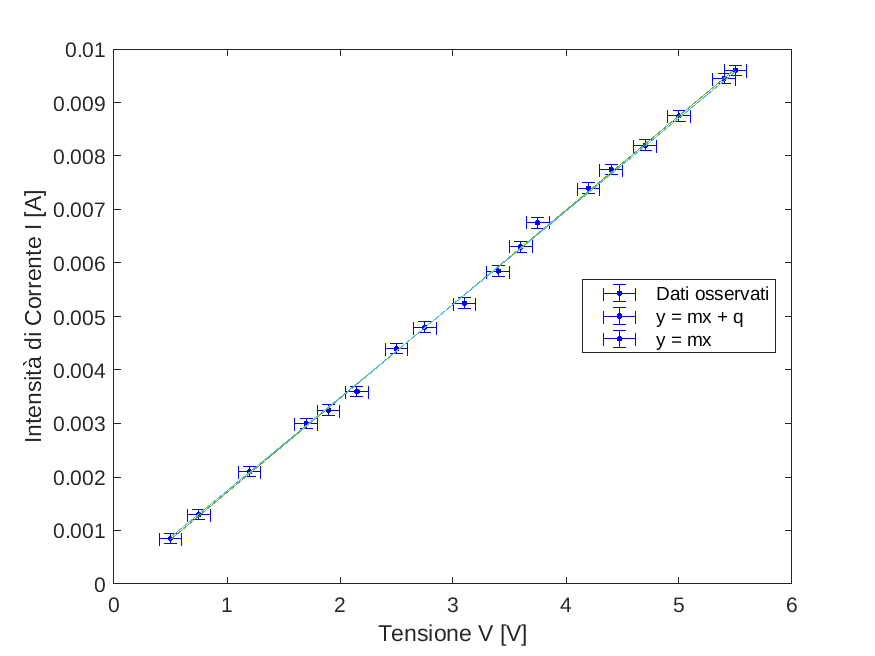 0.01
0.009
0.008
0.007
0.006
0.005
0.004
0.003
0.002
0.001
0
Intensità di Corrente I [A]
Dati osservati
y = mx + q
y = mx
0 1 2 3 4 5 6
Tensione V [V]